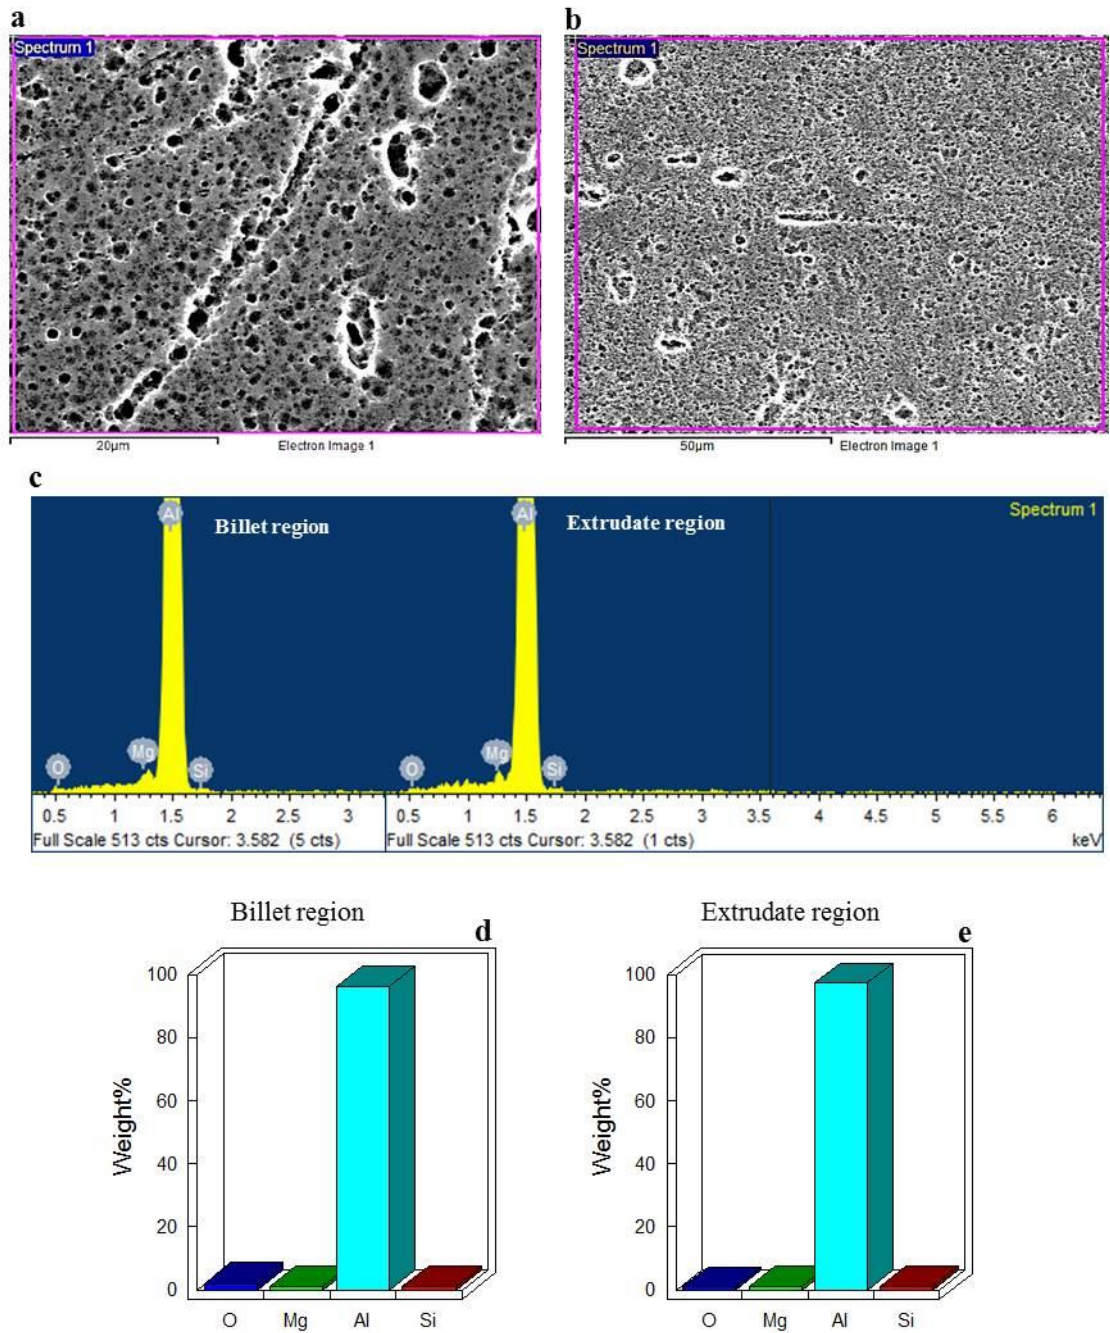 a
b
Spectrum 1
Spectrum 1
20µm
Electron Image 1
50µm
Electron Image 1
c
Al
Al
Spectrum 1
Billet region
Extrudate region
O
Mg
Si
O
Mg
Si
0.5 1 1.5 2 2.5 3 0.5 1 1.5 2 2.5 3 3.5 4 4.5 5 5.5 6
Full Scale 513 cts Cursor: 3.582 (5 cts)
Full Scale 513 cts Cursor: 3.582 (1 cts)
keV
Billet region
d
Weight%
100
80
60
40
20
0
O Mg Al Si
Extrudate region
e
Weight%
100
80
60
40
20
0
O Mg Al Si